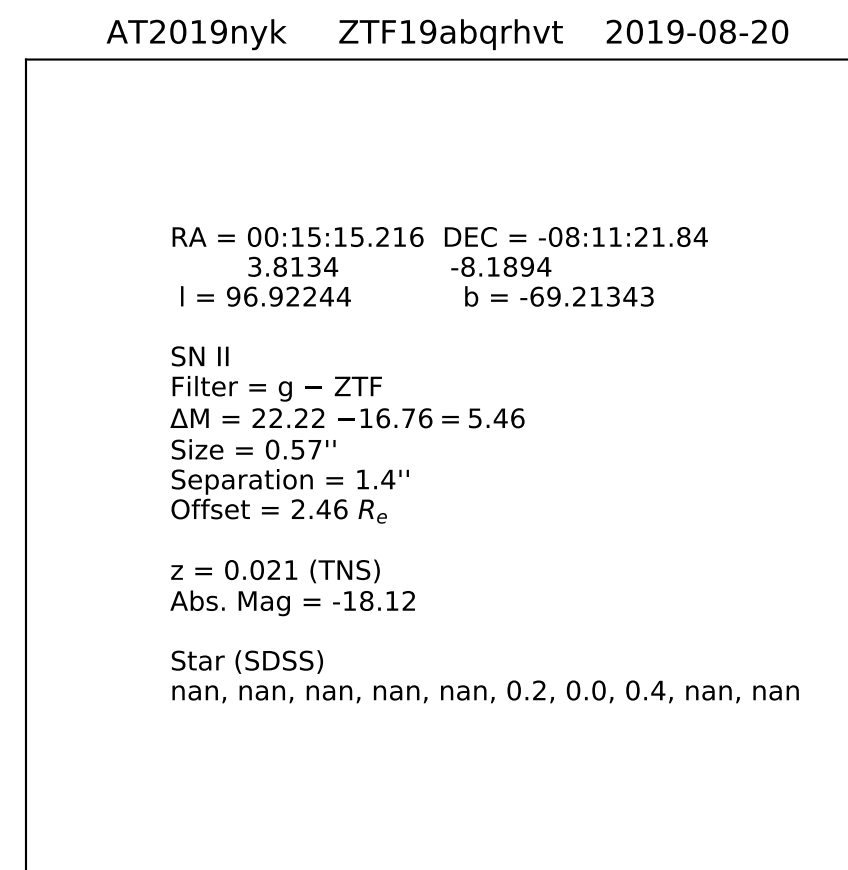 AT2019nyk ZTF19abqrhvt 2019-08-20
RA = 00:15:15.216 DEC = -08:11:21.84
3.8134 -8.1894
l = 96.92244 b = -69.21343
SN II
Filter = g − ZTF
ΔM = 22.22 −16.76 = 5.46
Size = 0.57''
Separation = 1.4''
Offset = 2.46 Re
z = 0.021 (TNS)
Abs. Mag = -18.12
Star (SDSS)
nan, nan, nan, nan, nan, 0.2, 0.0, 0.4, nan, nan